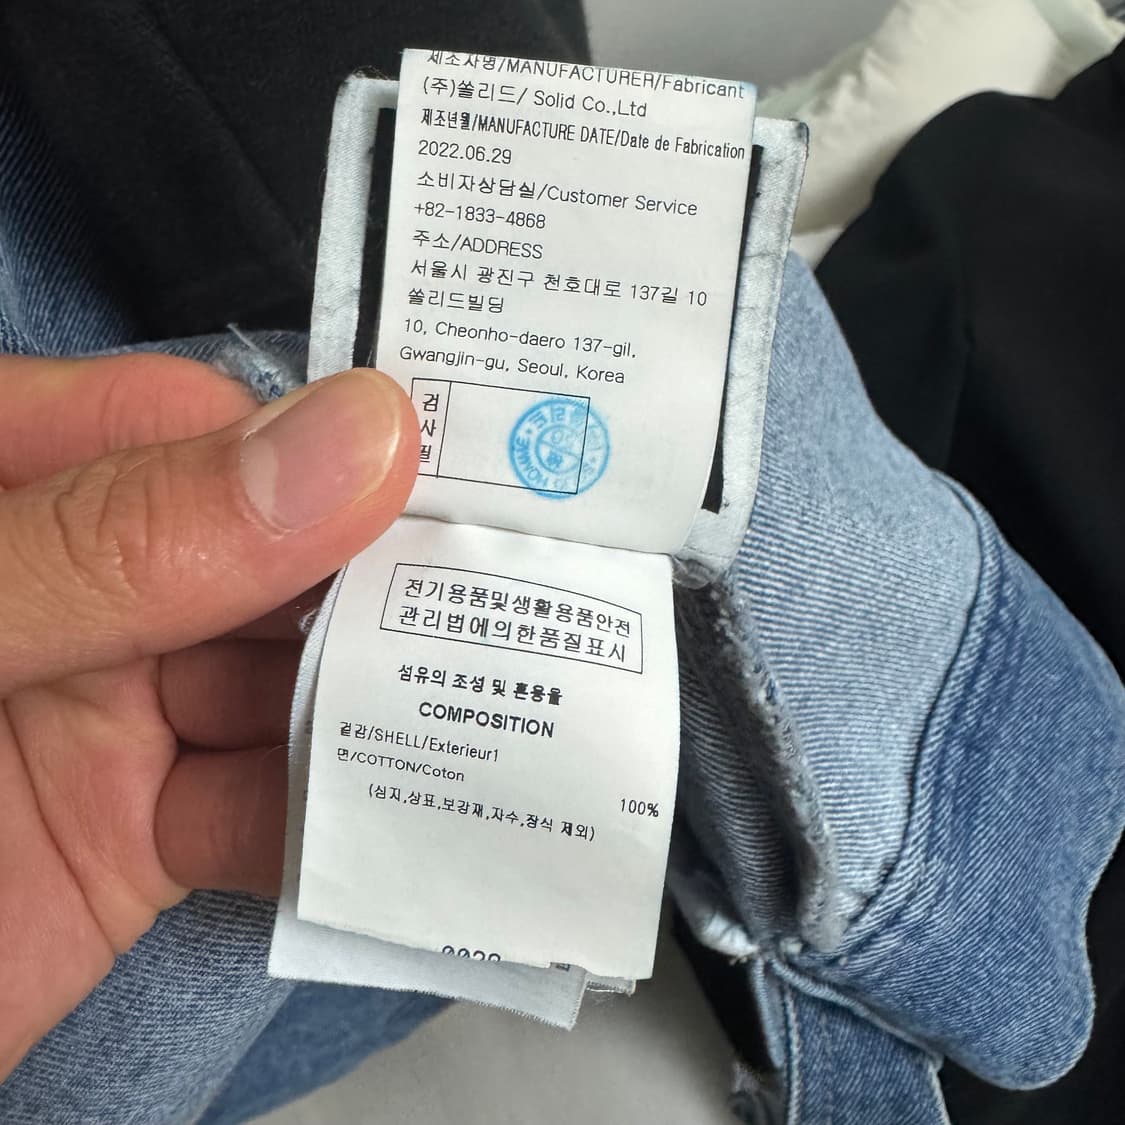 제조자명/MANUFACTURER/Fabricant
(주)쏠리드/ Solid Co.,Ltd
제조년월/MANUFACTURE DATE/Date de Fabrication
2022.06.29
소비자상담실/Customer Service
+82-1833-4868
주소/ADDRESS
서울시 광진구 천호대로 137길 10
쏠리드빌딩
10, Cheonho-daero 137-gil,
Gwangjin-gu, Seoul, Korea
검
사
필
HOMME
전기용품및생활용품안전
관리법에의한품질표시
섬유의 조성 및 혼용율
COMPOSITION
겉감/SHELL/Exterieur1
면/COTTON/Coton
100%
(심지,상표,보강재,자수,장식 제외)